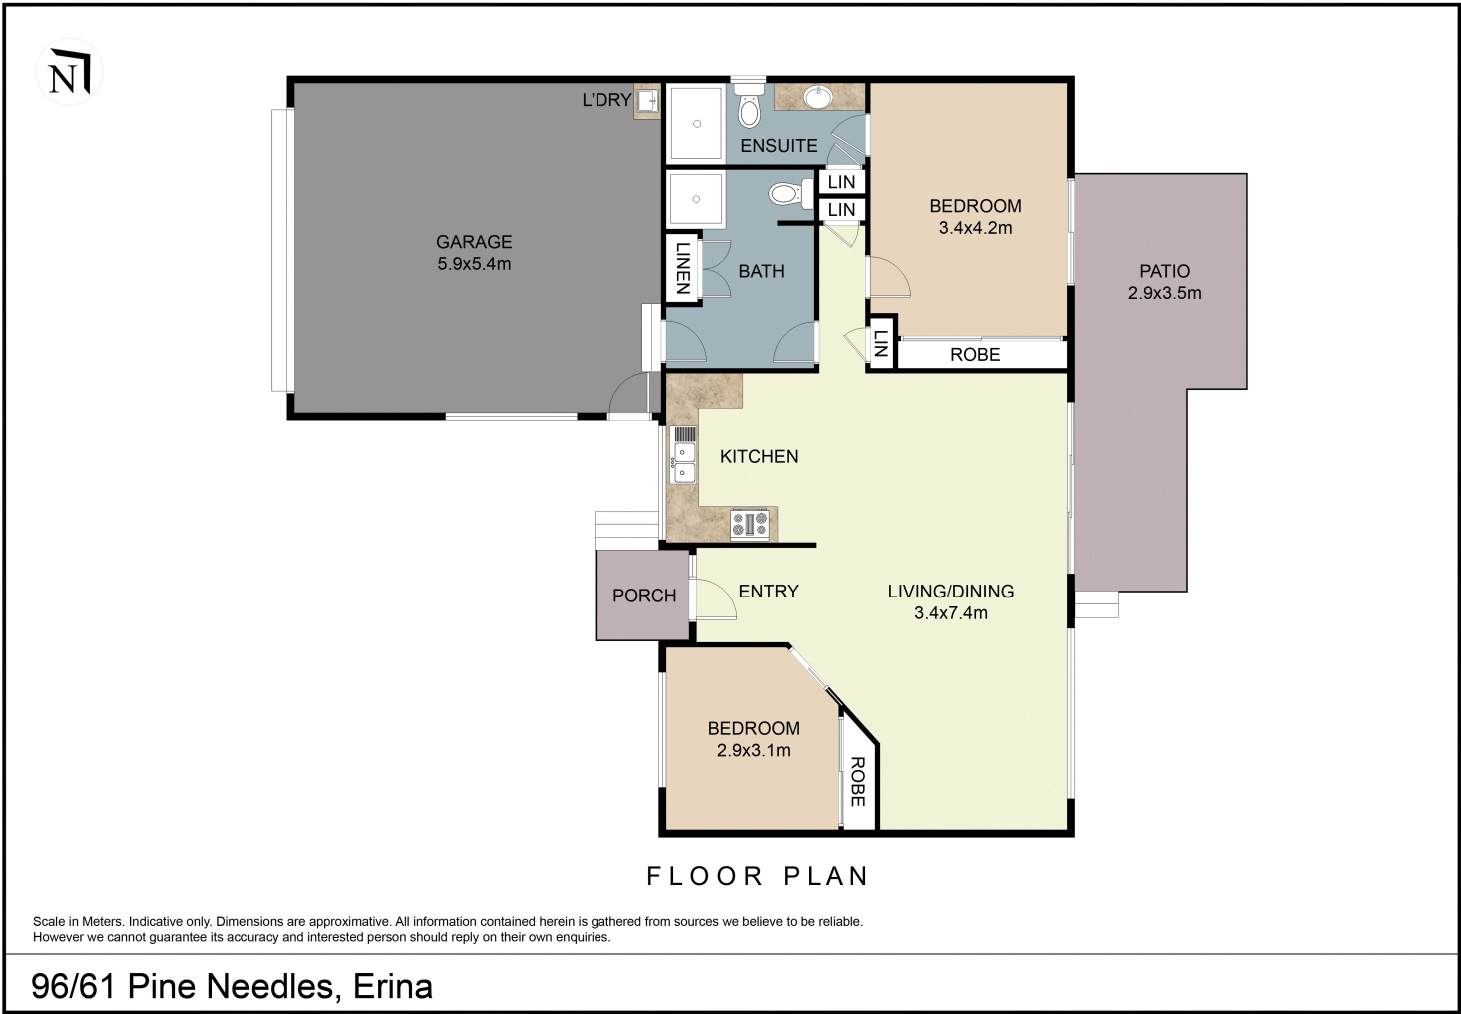 N
L'DRY
ENSUITE
LIN
LIN
BEDROOM
3.4x4.2m
GARAGE
5.9x5.4m
LINEN
BATH
PATIO
2.9x3.5m
LIN
ROBE
KITCHEN
PORCH
ENTRY
LIVING/DINING
3.4x7.4m
BEDROOM
2.9x3.1m
ROBE
FLOOR PLAN
Scale in Meters. Indicative only. Dimensions are approximative. All information contained herein is gathered from sources we believe to be reliable.
However we cannot guarantee its accuracy and interested person should reply on their own enquiries.
96/61 Pine Needles, Erina